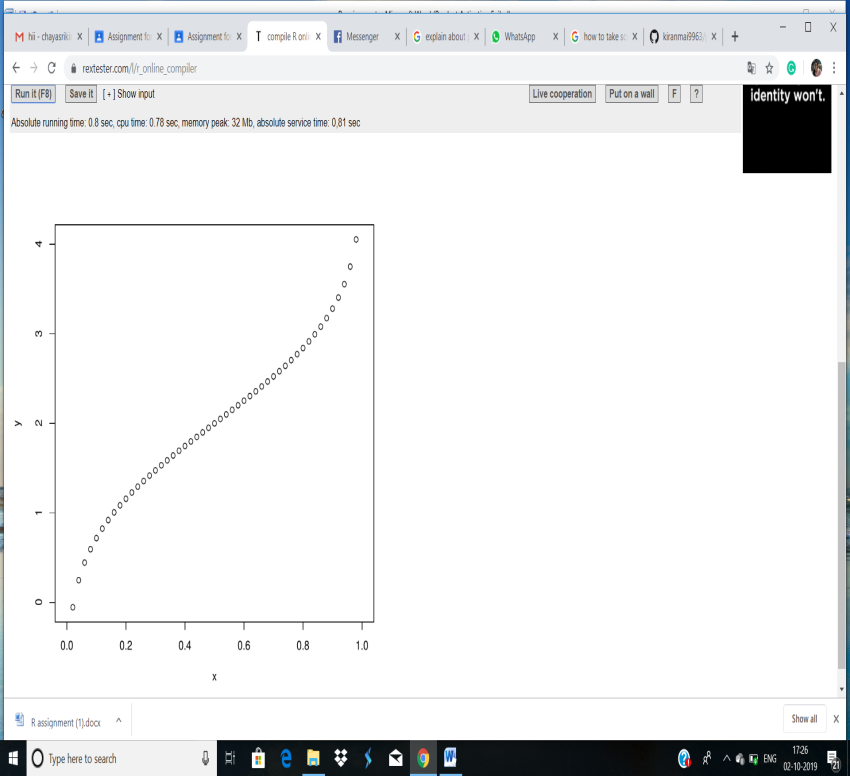 hii - chayasrik
Assignment fo
Assignment for
compile R onli
Messenger
explain about
WhatsApp
how to take sc
kiranmai9963/
rextester.com/l/r_online_compiler
Run it (F8) Save it [ + ] Show input Live cooperation Put on a wall F ?
Absolute running time: 0.8 sec, cpu time: 0.78 sec, memory peak: 32 Mb, absolute service time: 0,81 sec
identity won't.
4
3
2
1
0
y
0.0 0.2 0.4 0.6 0.8 1.0
x
R assignment (1).docx
Show all
Type here to search
ENG
17:26
02-10-2019
21